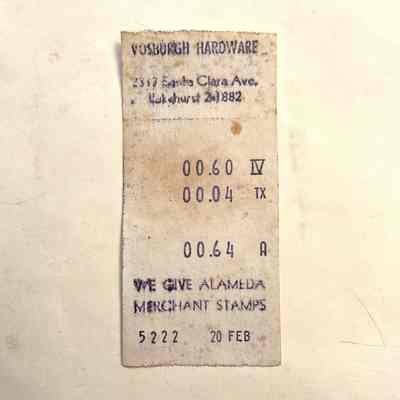 VOSBURGH HARDWARE
2317 Santa Clara Ave.
Lakehurst 2-1882
00.60 IV
00.04 TX
00.64 A
WE GIVE ALAMEDA
MERCHANT STAMPS
5222 20 FEB